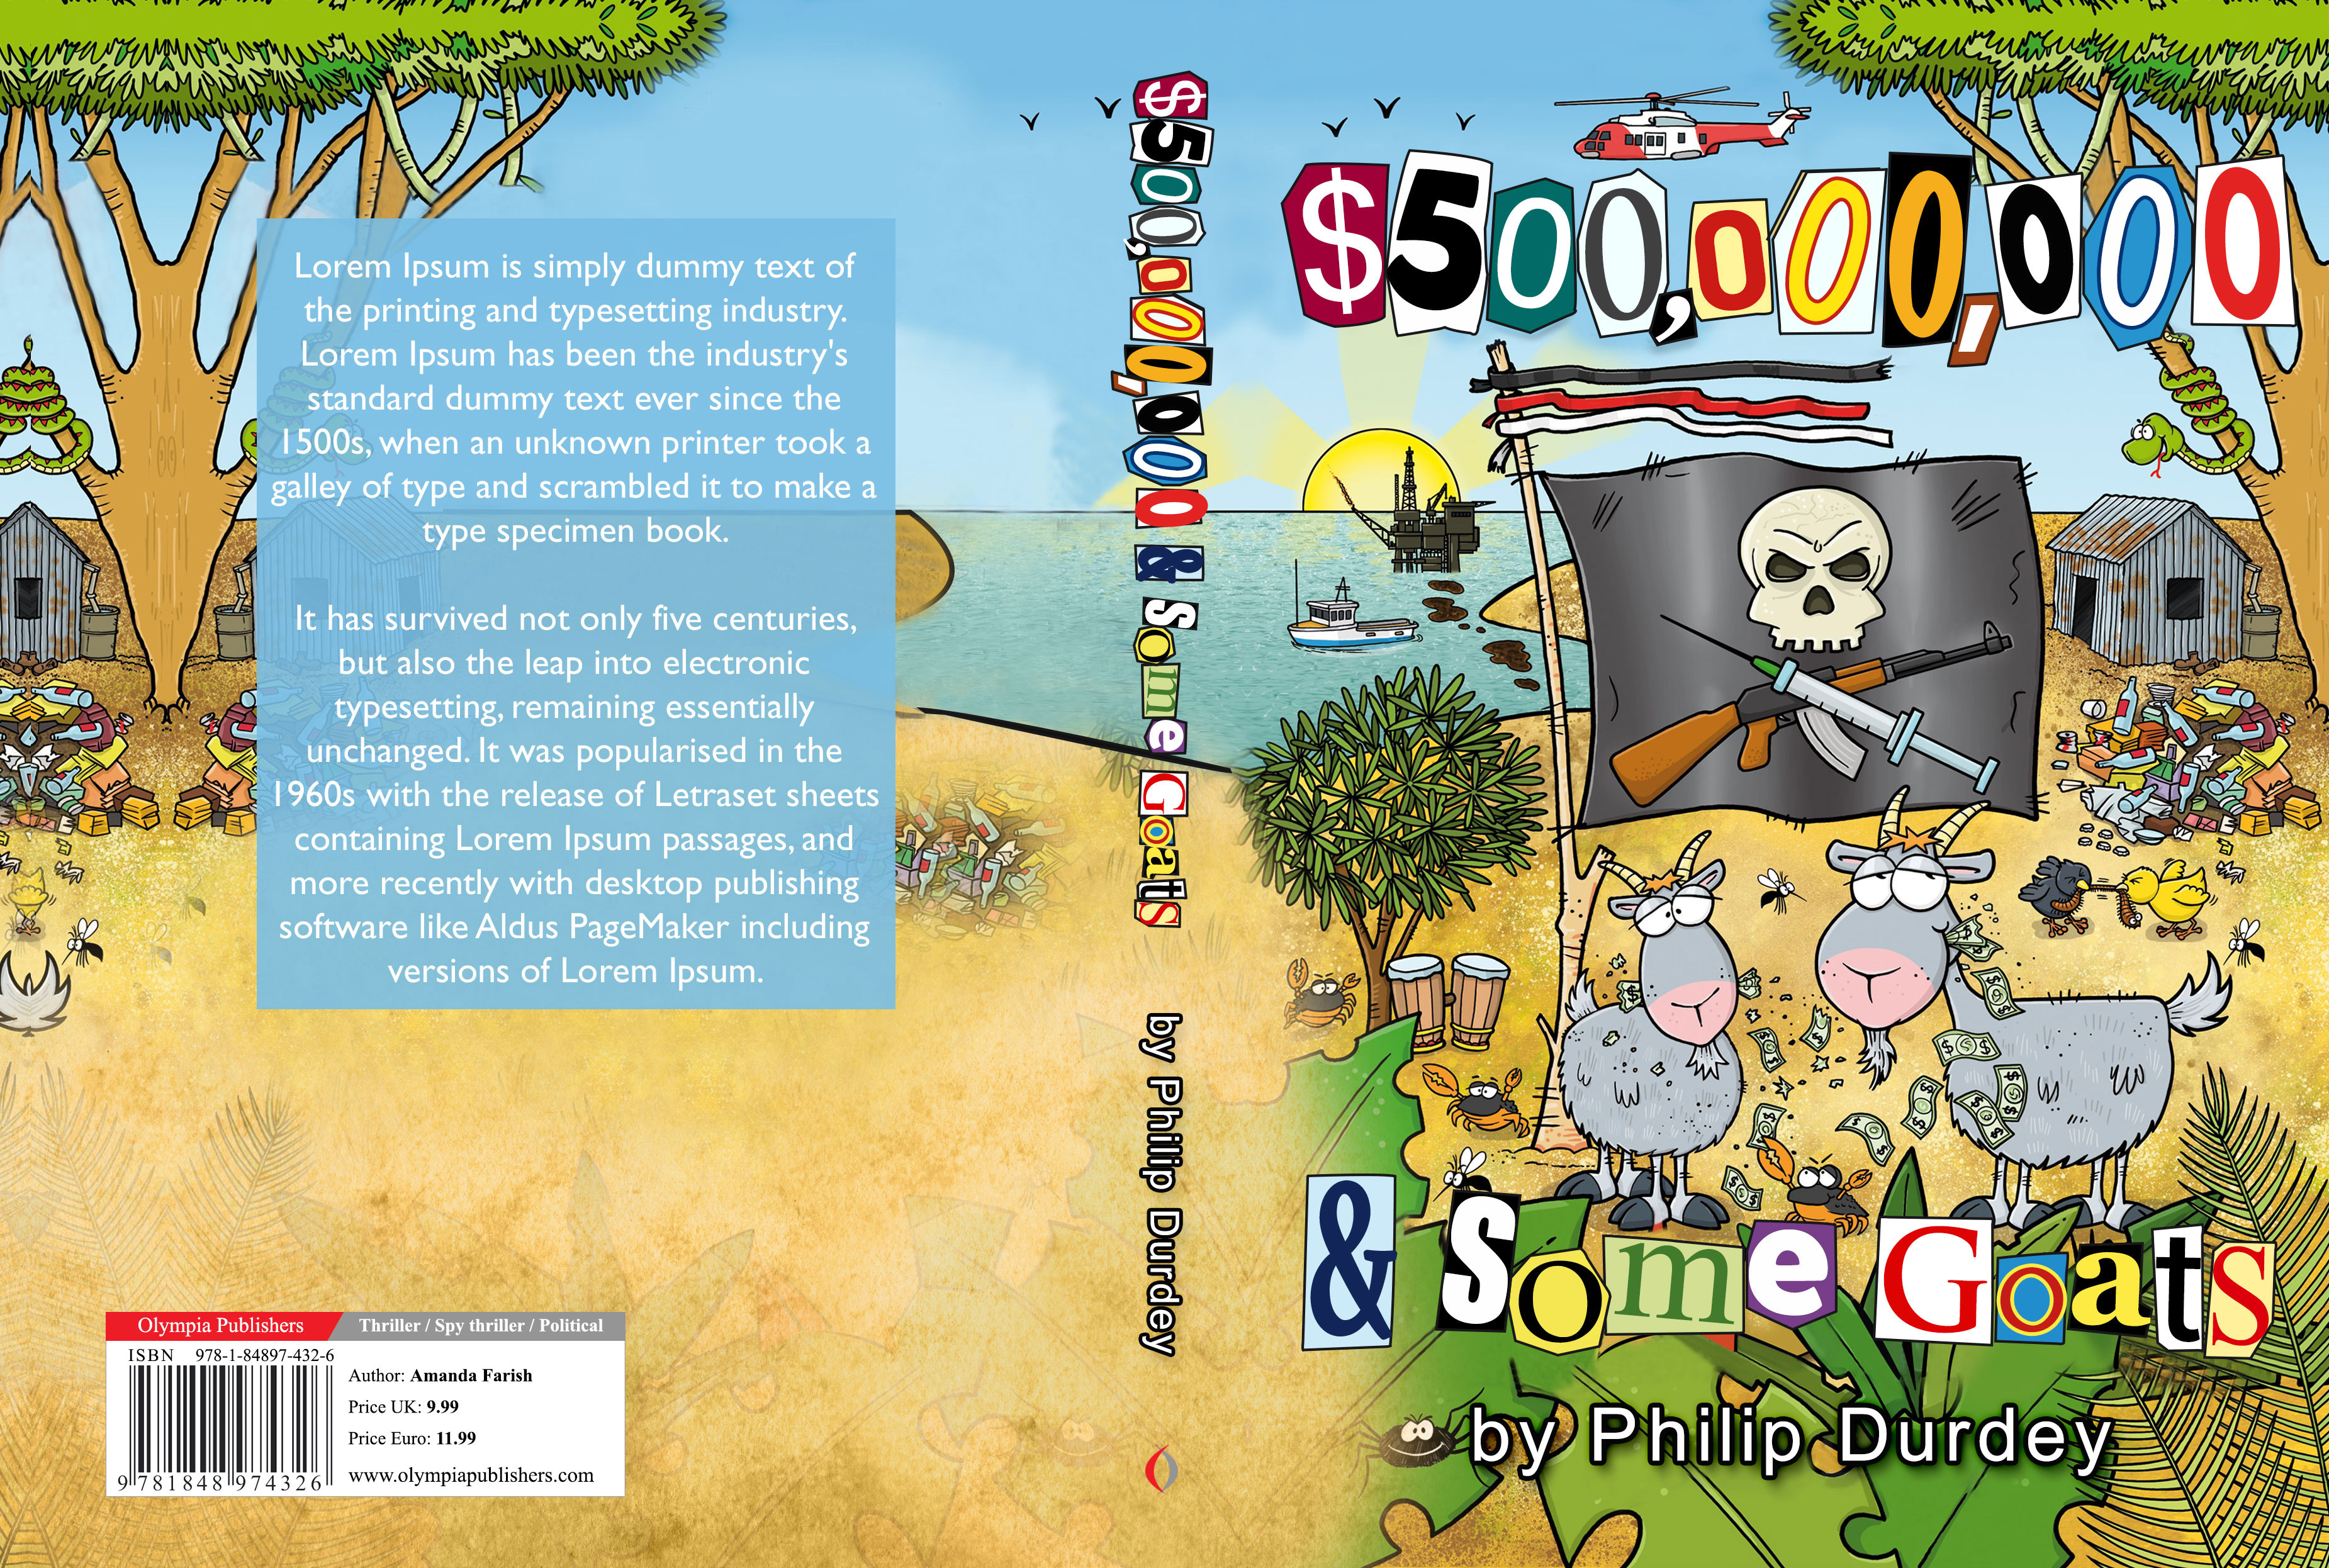 Lorem Ipsum is simply dummy text of
the printing and typesetting industry.
Lorem Ipsum has been the industry's
standard dummy text ever since the
1500s, when an unknown printer took a
galley of type and scrambled it to make a
type specimen book.
It has survived not only five centuries,
but also the leap into electronic
typesetting, remaining essentially
unchanged. It was popularised in the
1960s with the release of Letraset sheets
containing Lorem Ipsum passages, and
more recently with desktop publishing
software like Aldus PageMaker including
versions of Lorem Ipsum.
Olympia Publishers
Thriller / Spy thriller / Political
ISBN 978-1-84897-432-6
Author: Amanda Farish
Price UK: 9.99
Price Euro: 11.99
www.olympiapublishers.com
9 781848 974326
$500,000,000 & Some Goats by Philip Durdey
$500,000,000
& Some Goats
by Philip Durdey